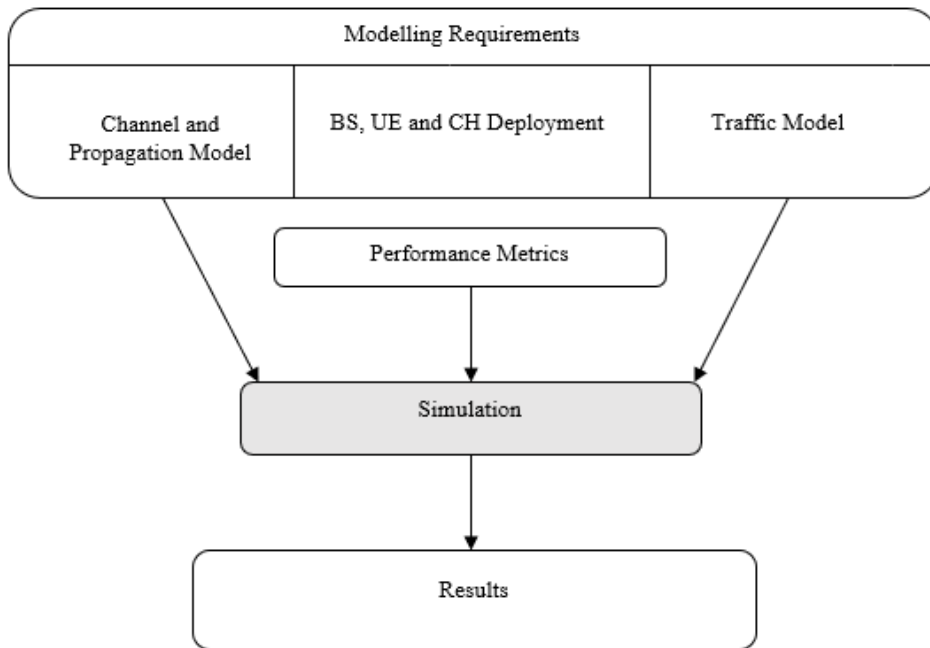 Modelling Requirements
Channel and
Propagation Model
BS, UE and CH Deployment
Traffic Model
Performance Metrics
Simulation
Results